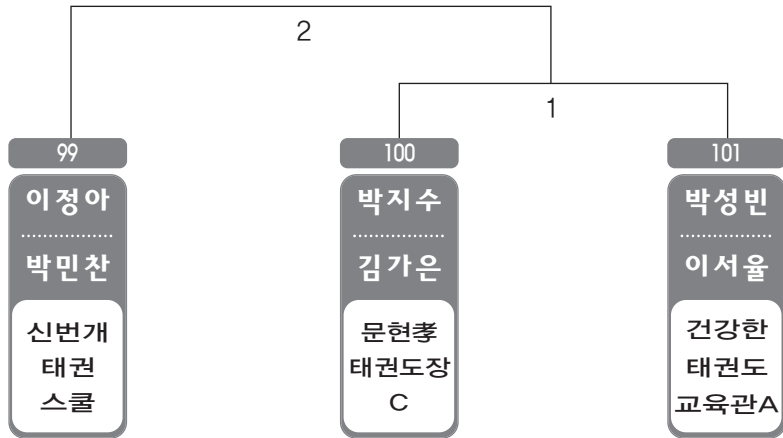 2
1
99
이정아
박민찬
신번개
태권
스쿨
100
박지수
김가은
문현孝
태권도장
C
101
박성빈
이서율
건강한
태권도
교육관A